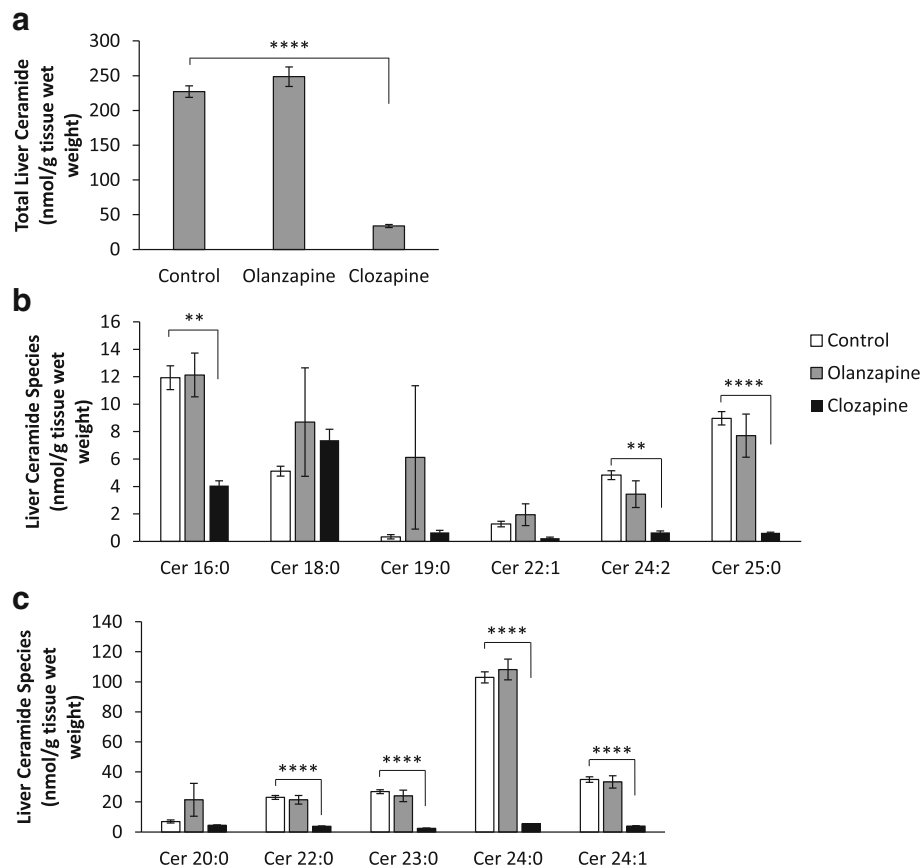 a
Total Liver Ceramide
(nmol/g tissue wet
weight)
300
250
200
150
100
50
0
****
Control Olanzapine Clozapine
b
Liver Ceramide Species
(nmol/g tissue wet
weight)
16
14
12
10
8
6
4
2
0
**
**
****
Control
Olanzapine
Clozapine
Cer 16:0 Cer 18:0 Cer 19:0 Cer 22:1 Cer 24:2 Cer 25:0
c
Liver Ceramide Species
(nmol/g tissue wet
weight)
140
120
100
80
60
40
20
0
****
****
****
****
Cer 20:0 Cer 22:0 Cer 23:0 Cer 24:0 Cer 24:1